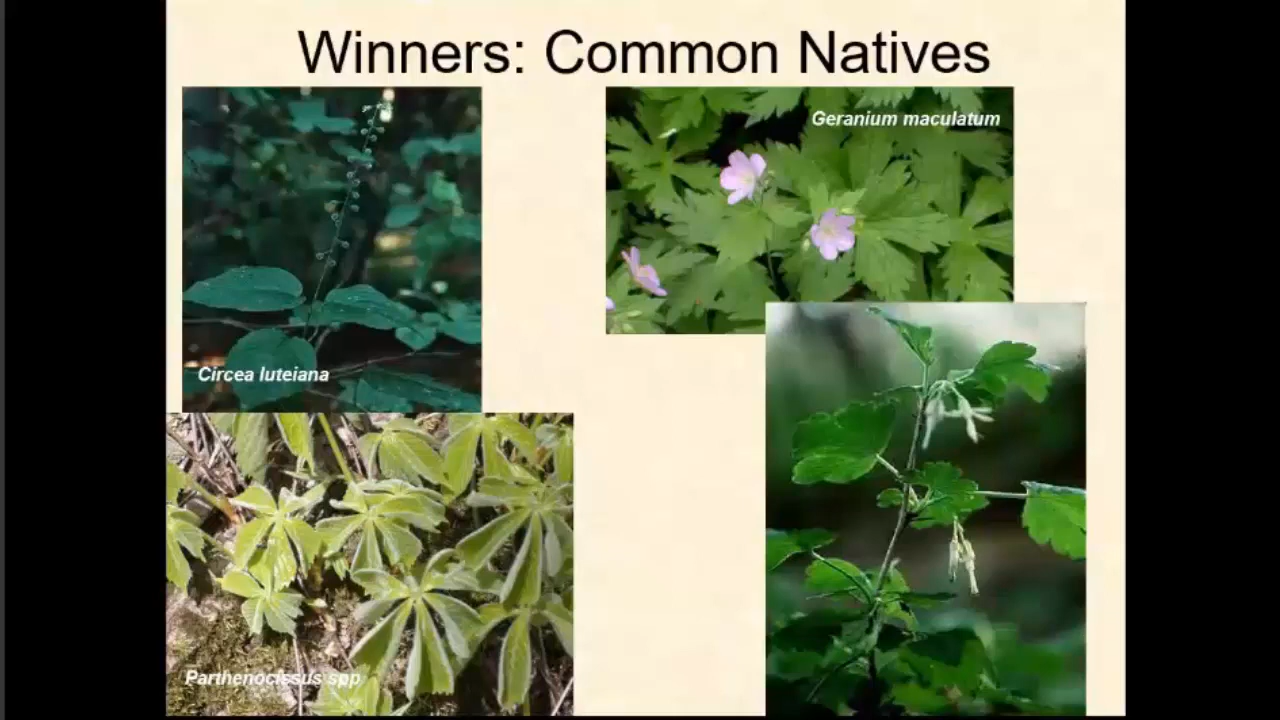 Winners: Common Natives
Geranium maculatum
Circea luteiana
Parthenocissus spp